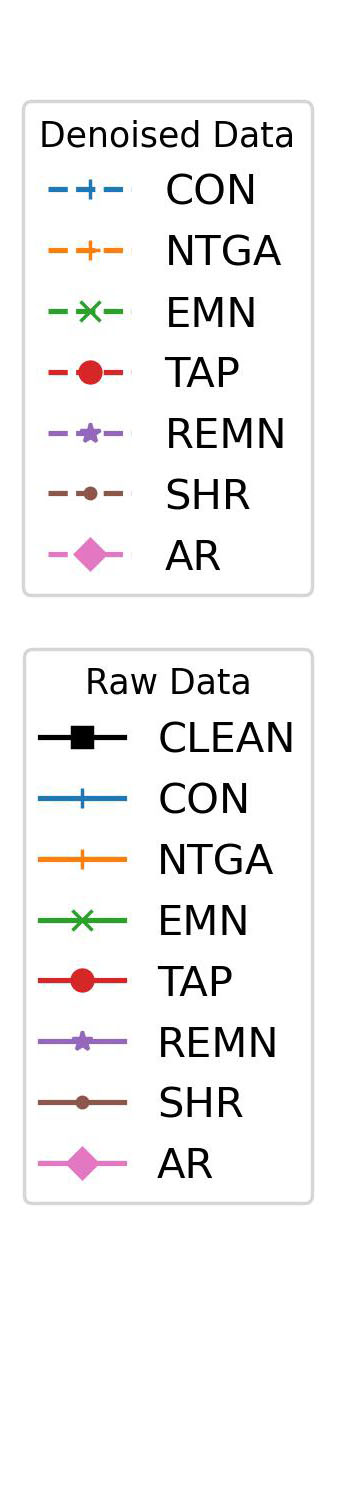 Denoised Data
CON
NTGA
EMN
TAP
REMN
SHR
AR
Raw Data
CLEAN
CON
NTGA
EMN
TAP
REMN
SHR
AR